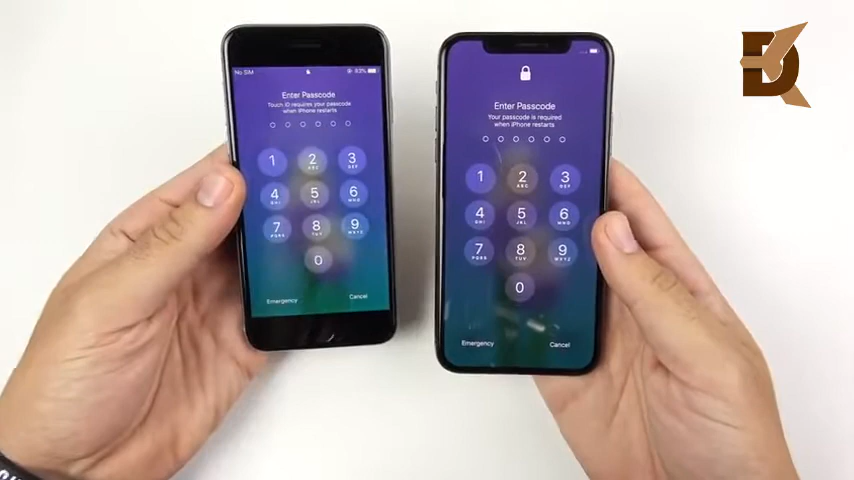 No SIM
93%
Enter Passcode
Touch ID requires your passcode
when iPhone restarts
1
2
ABC
3
DEF
4
GHI
5
JKL
6
MNO
7
PQRS
8
TUV
9
WXYZ
0
Emergency
Cancel
Enter Passcode
Your passcode is required
when iPhone restarts
1
2
ABC
3
DEF
4
GHI
5
JKL
6
MNO
7
PQRS
8
TUV
9
WXYZ
0
Emergency
Cancel